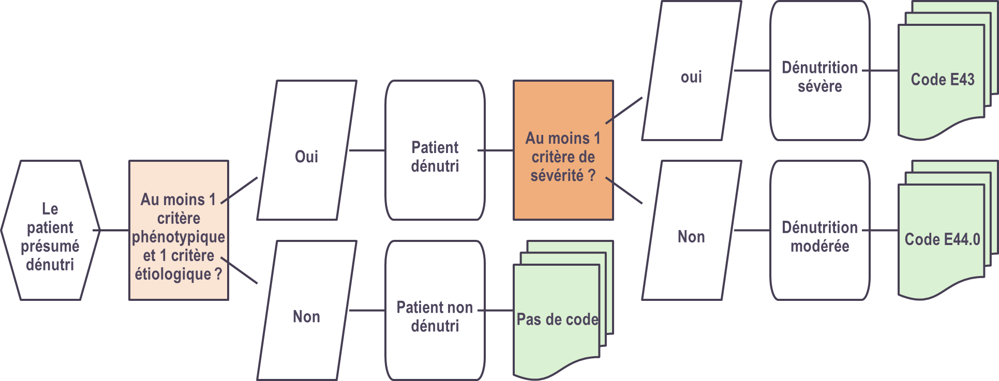 Le
patient
présumé
dénutri
Au moins 1
critère
phénotypique
et 1 critère
étiologique ?
Oui
Patient
dénutri
Au moins 1
critère de
sévérité ?
oui
Dénutrition
sévère
Code E43
Non
Dénutrition
modérée
Code E44.0
Non
Patient non
dénutri
Pas de code